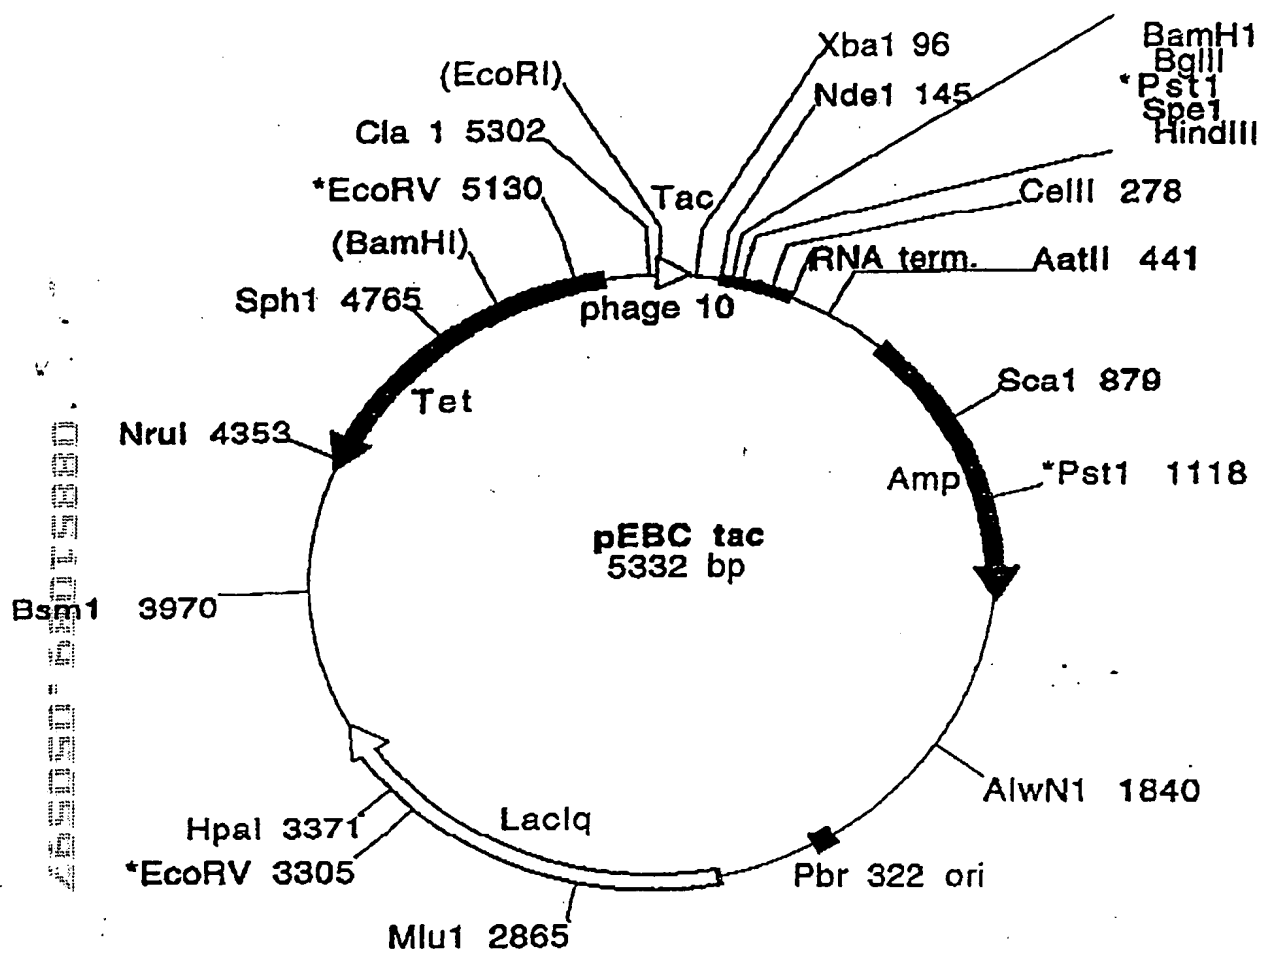 Xba1 96
BamH1
BglII
*Pst1
Spe1
HindIII
(EcoRI)
Nde1 145
Cla 1 5302
*EcoRV 5130
Tac
CelII 278
(BamHI)
RNA term.
AatII 441
Sph1 4765
phage 10
Sca1 879
Tet
NruI 4353
Amp
*Pst1 1118
pEBC tac
5332 bp
Bsm1 3970
AlwN1 1840
HpaI 3371
LacIq
*EcoRV 3305
Pbr 322 ori
Mlu1 2865